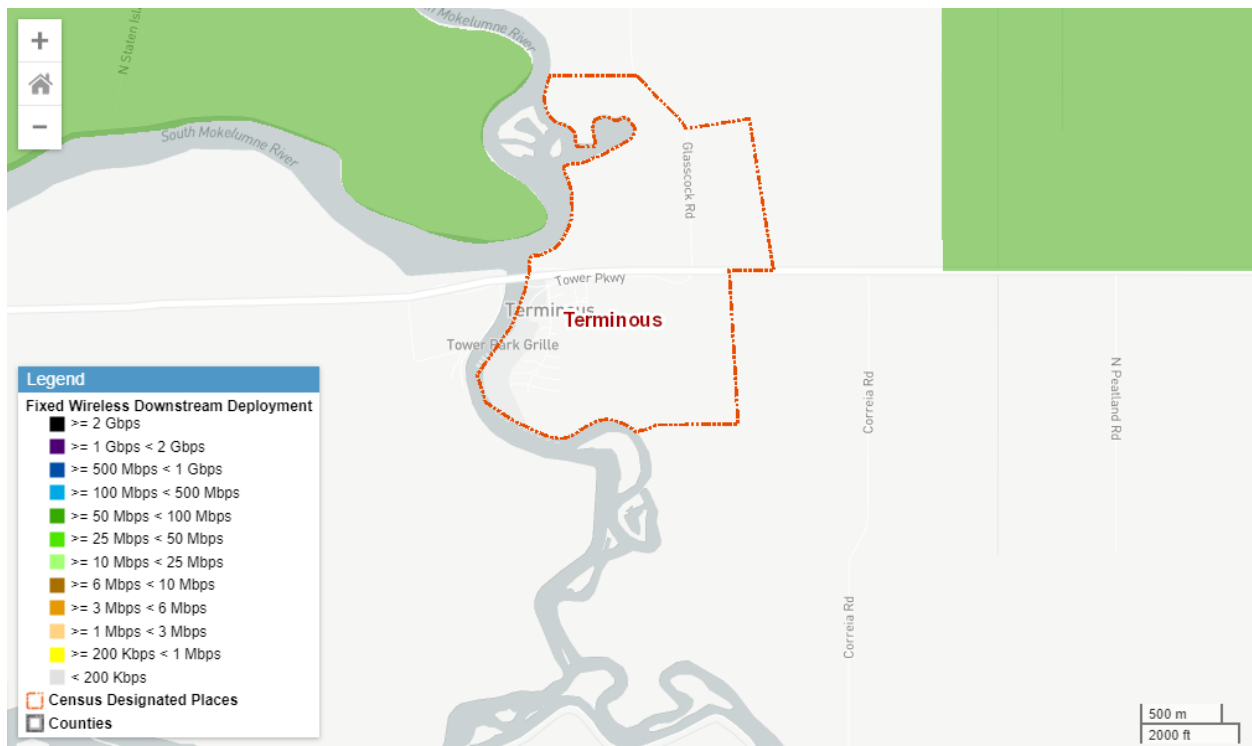 +
−
N Staten Isl
h Mokelumne River
South Mokelumne River
Glasscock Rd
Tower Pkwy
Terminous
Terminous
Tower Park Grille
Correia Rd
N Peatland Rd
Correia Rd
Legend
Fixed Wireless Downstream Deployment
>= 2 Gbps
>= 1 Gbps < 2 Gbps
>= 500 Mbps < 1 Gbps
>= 100 Mbps < 500 Mbps
>= 50 Mbps < 100 Mbps
>= 25 Mbps < 50 Mbps
>= 10 Mbps < 25 Mbps
>= 6 Mbps < 10 Mbps
>= 3 Mbps < 6 Mbps
>= 1 Mbps < 3 Mbps
>= 200 Kbps < 1 Mbps
< 200 Kbps
Census Designated Places
Counties
500 m
2000 ft